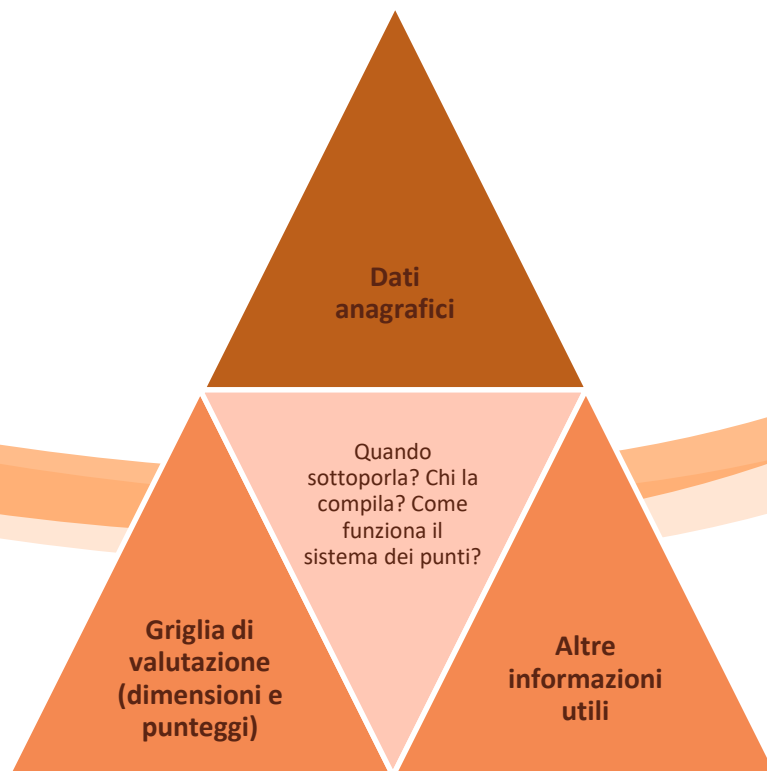 Dati
anagrafici
Quando
sottoporla? Chi la
compila? Come
funziona il
sistema dei punti?
Griglia di
valutazione
(dimensioni e
punteggi)
Altre
informazioni
utili